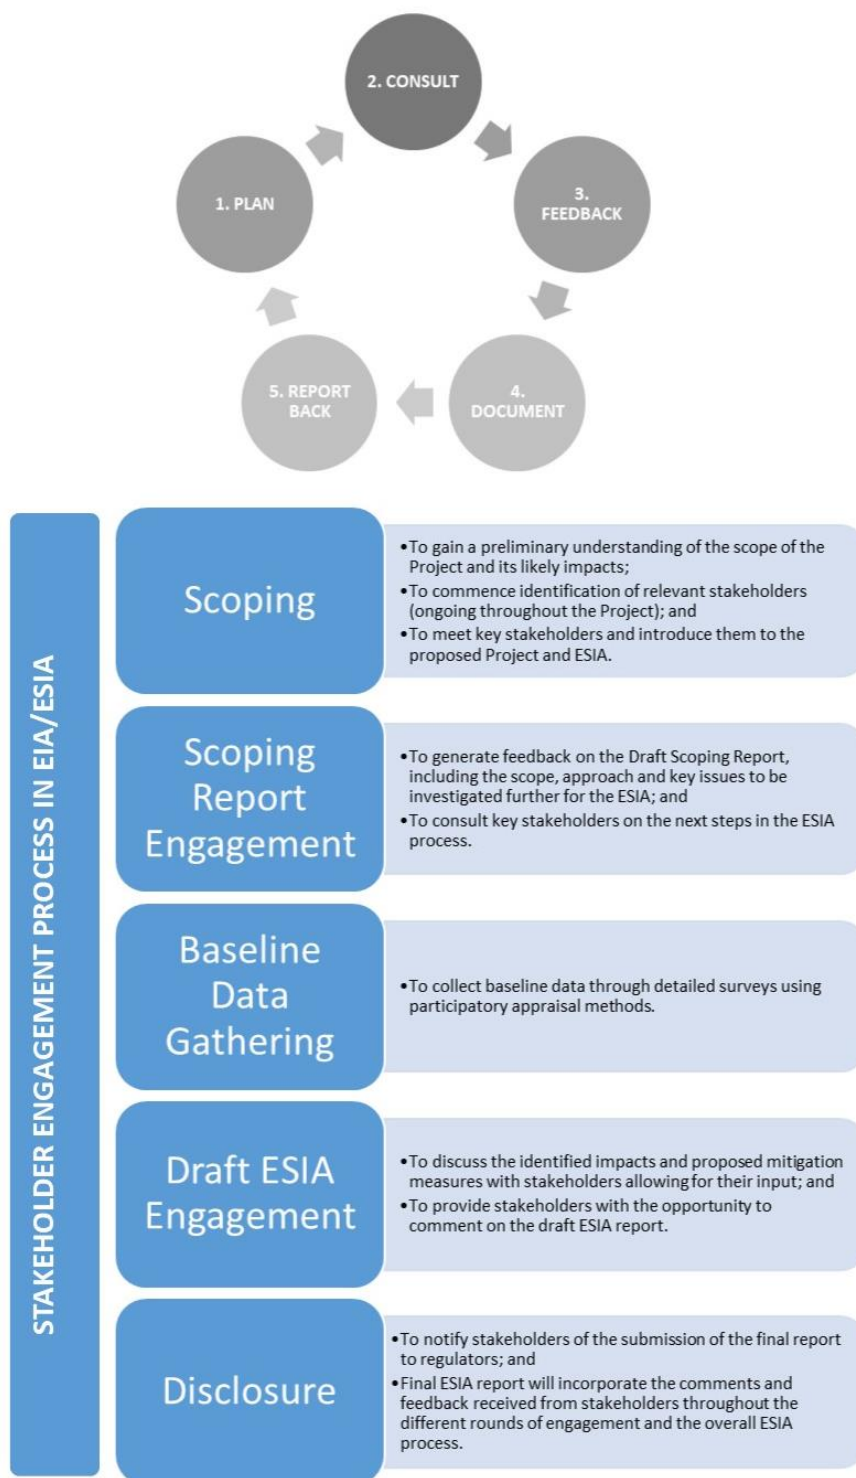 2. CONSULT
1. PLAN
3.
FEEDBACK
5. REPORT
BACK
4.
DOCUMENT
STAKEHOLDER ENGAGEMENT PROCESS IN EIA/ESIA
Scoping
•To gain a preliminary understanding of the scope of the
Project and its likely impacts;
•To commence identification of relevant stakeholders
(ongoing throughout the Project); and
•To meet key stakeholders and introduce them to the
proposed Project and ESIA.
Scoping
Report
Engagement
•To generate feedback on the Draft Scoping Report,
including the scope, approach and key issues to be
investigated further for the ESIA; and
•To consult key stakeholders on the next steps in the ESIA
process.
Baseline
Data
Gathering
•To collect baseline data through detailed surveys using
participatory appraisal methods.
Draft ESIA
Engagement
•To discuss the identified impacts and proposed mitigation
measures with stakeholders allowing for their input; and
•To provide stakeholders with the opportunity to
comment on the draft ESIA report.
Disclosure
•To notify stakeholders of the submission of the final report
to regulators; and
•Final ESIA report will incorporate the comments and
feedback received from stakeholders throughout the
different rounds of engagement and the overall ESIA
process.